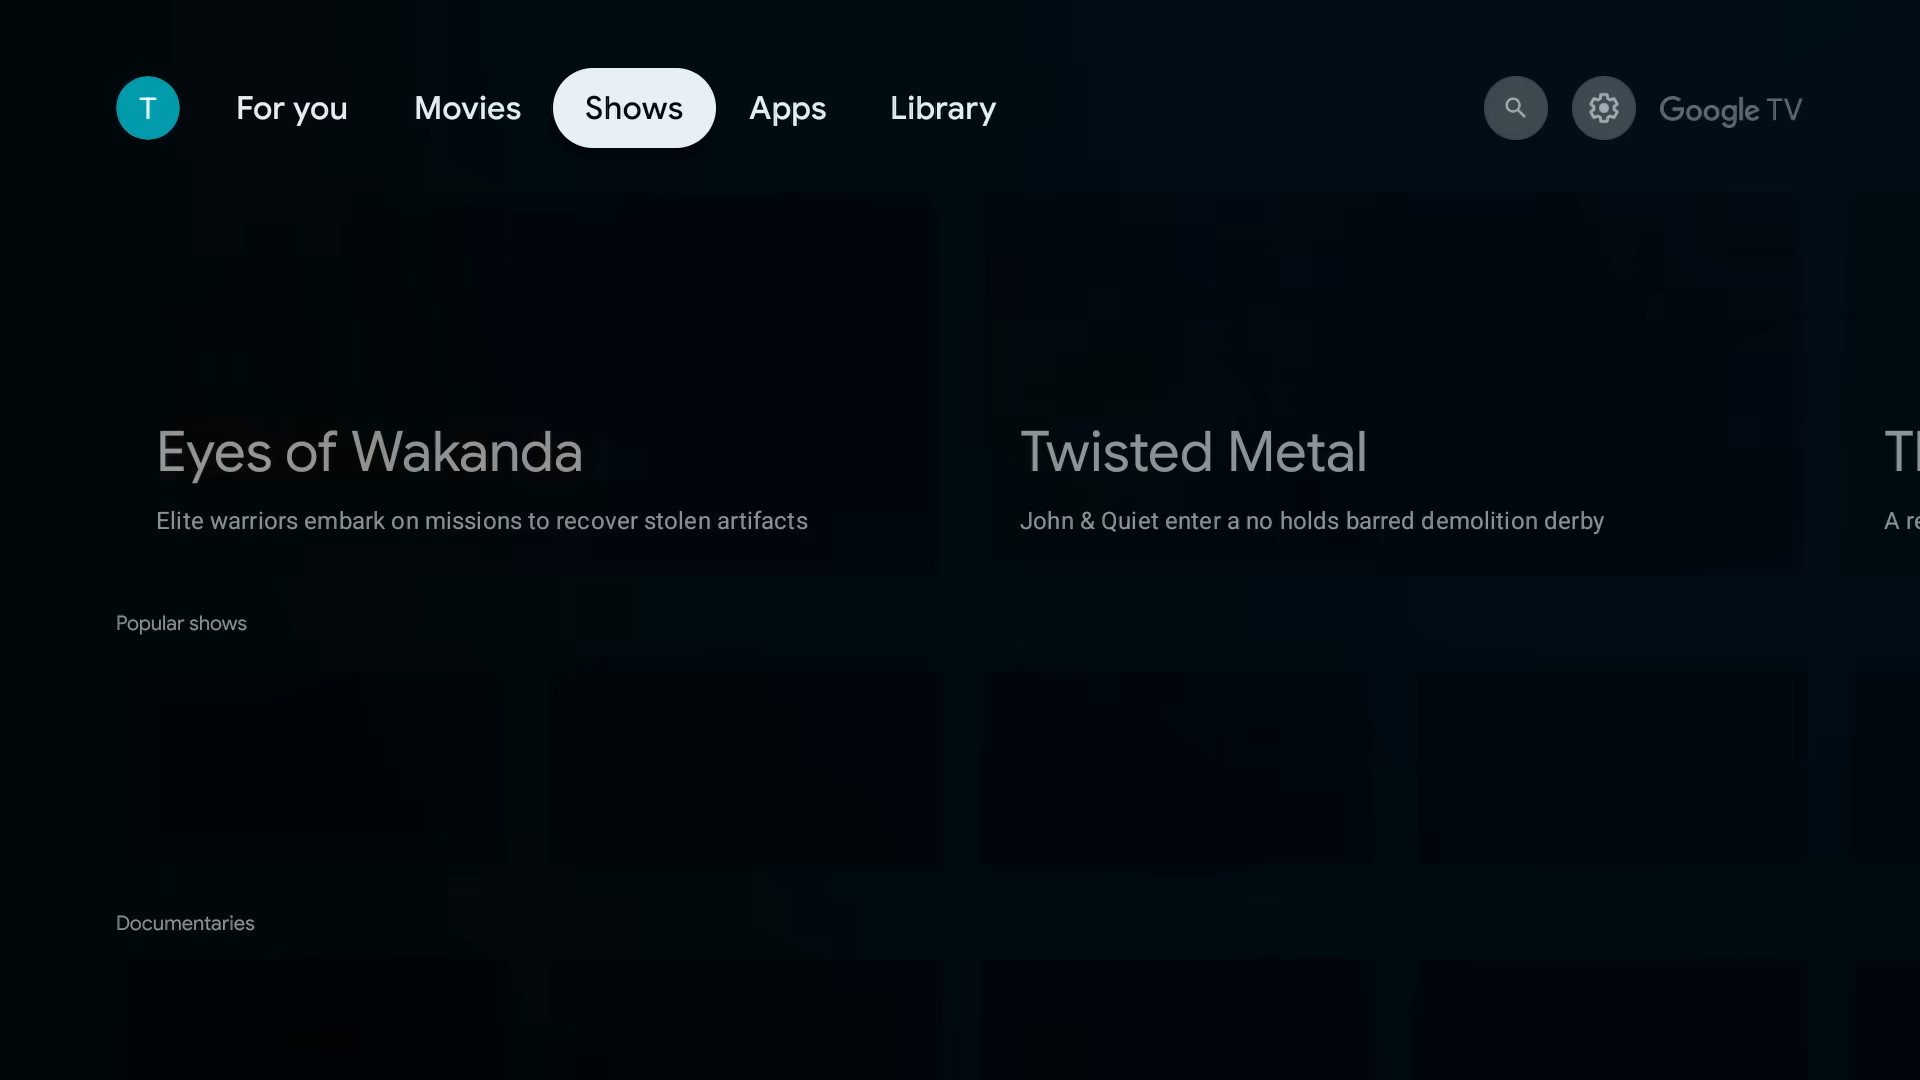 T
For you
Movies
Shows
Apps
Library
Google TV
Eyes of Wakanda
Elite warriors embark on missions to recover stolen artifacts
Twisted Metal
John & Quiet enter a no holds barred demolition derby
A re
Popular shows
Documentaries